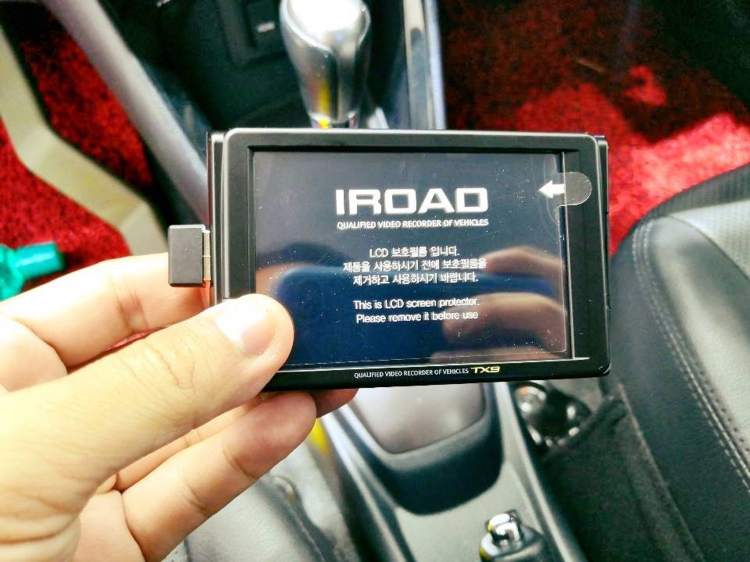 IROAD
QUALIFIED VIDEO RECORDER OF VEHICLES
LCD 보호필름 입니다.
제품을 사용하시기 전에 보호필름을
제거하고 사용하시기 바랍니다.
This is LCD screen protector.
Please remove it before use
QUALIFIED VIDEO RECORDER OF VEHICLES TX9